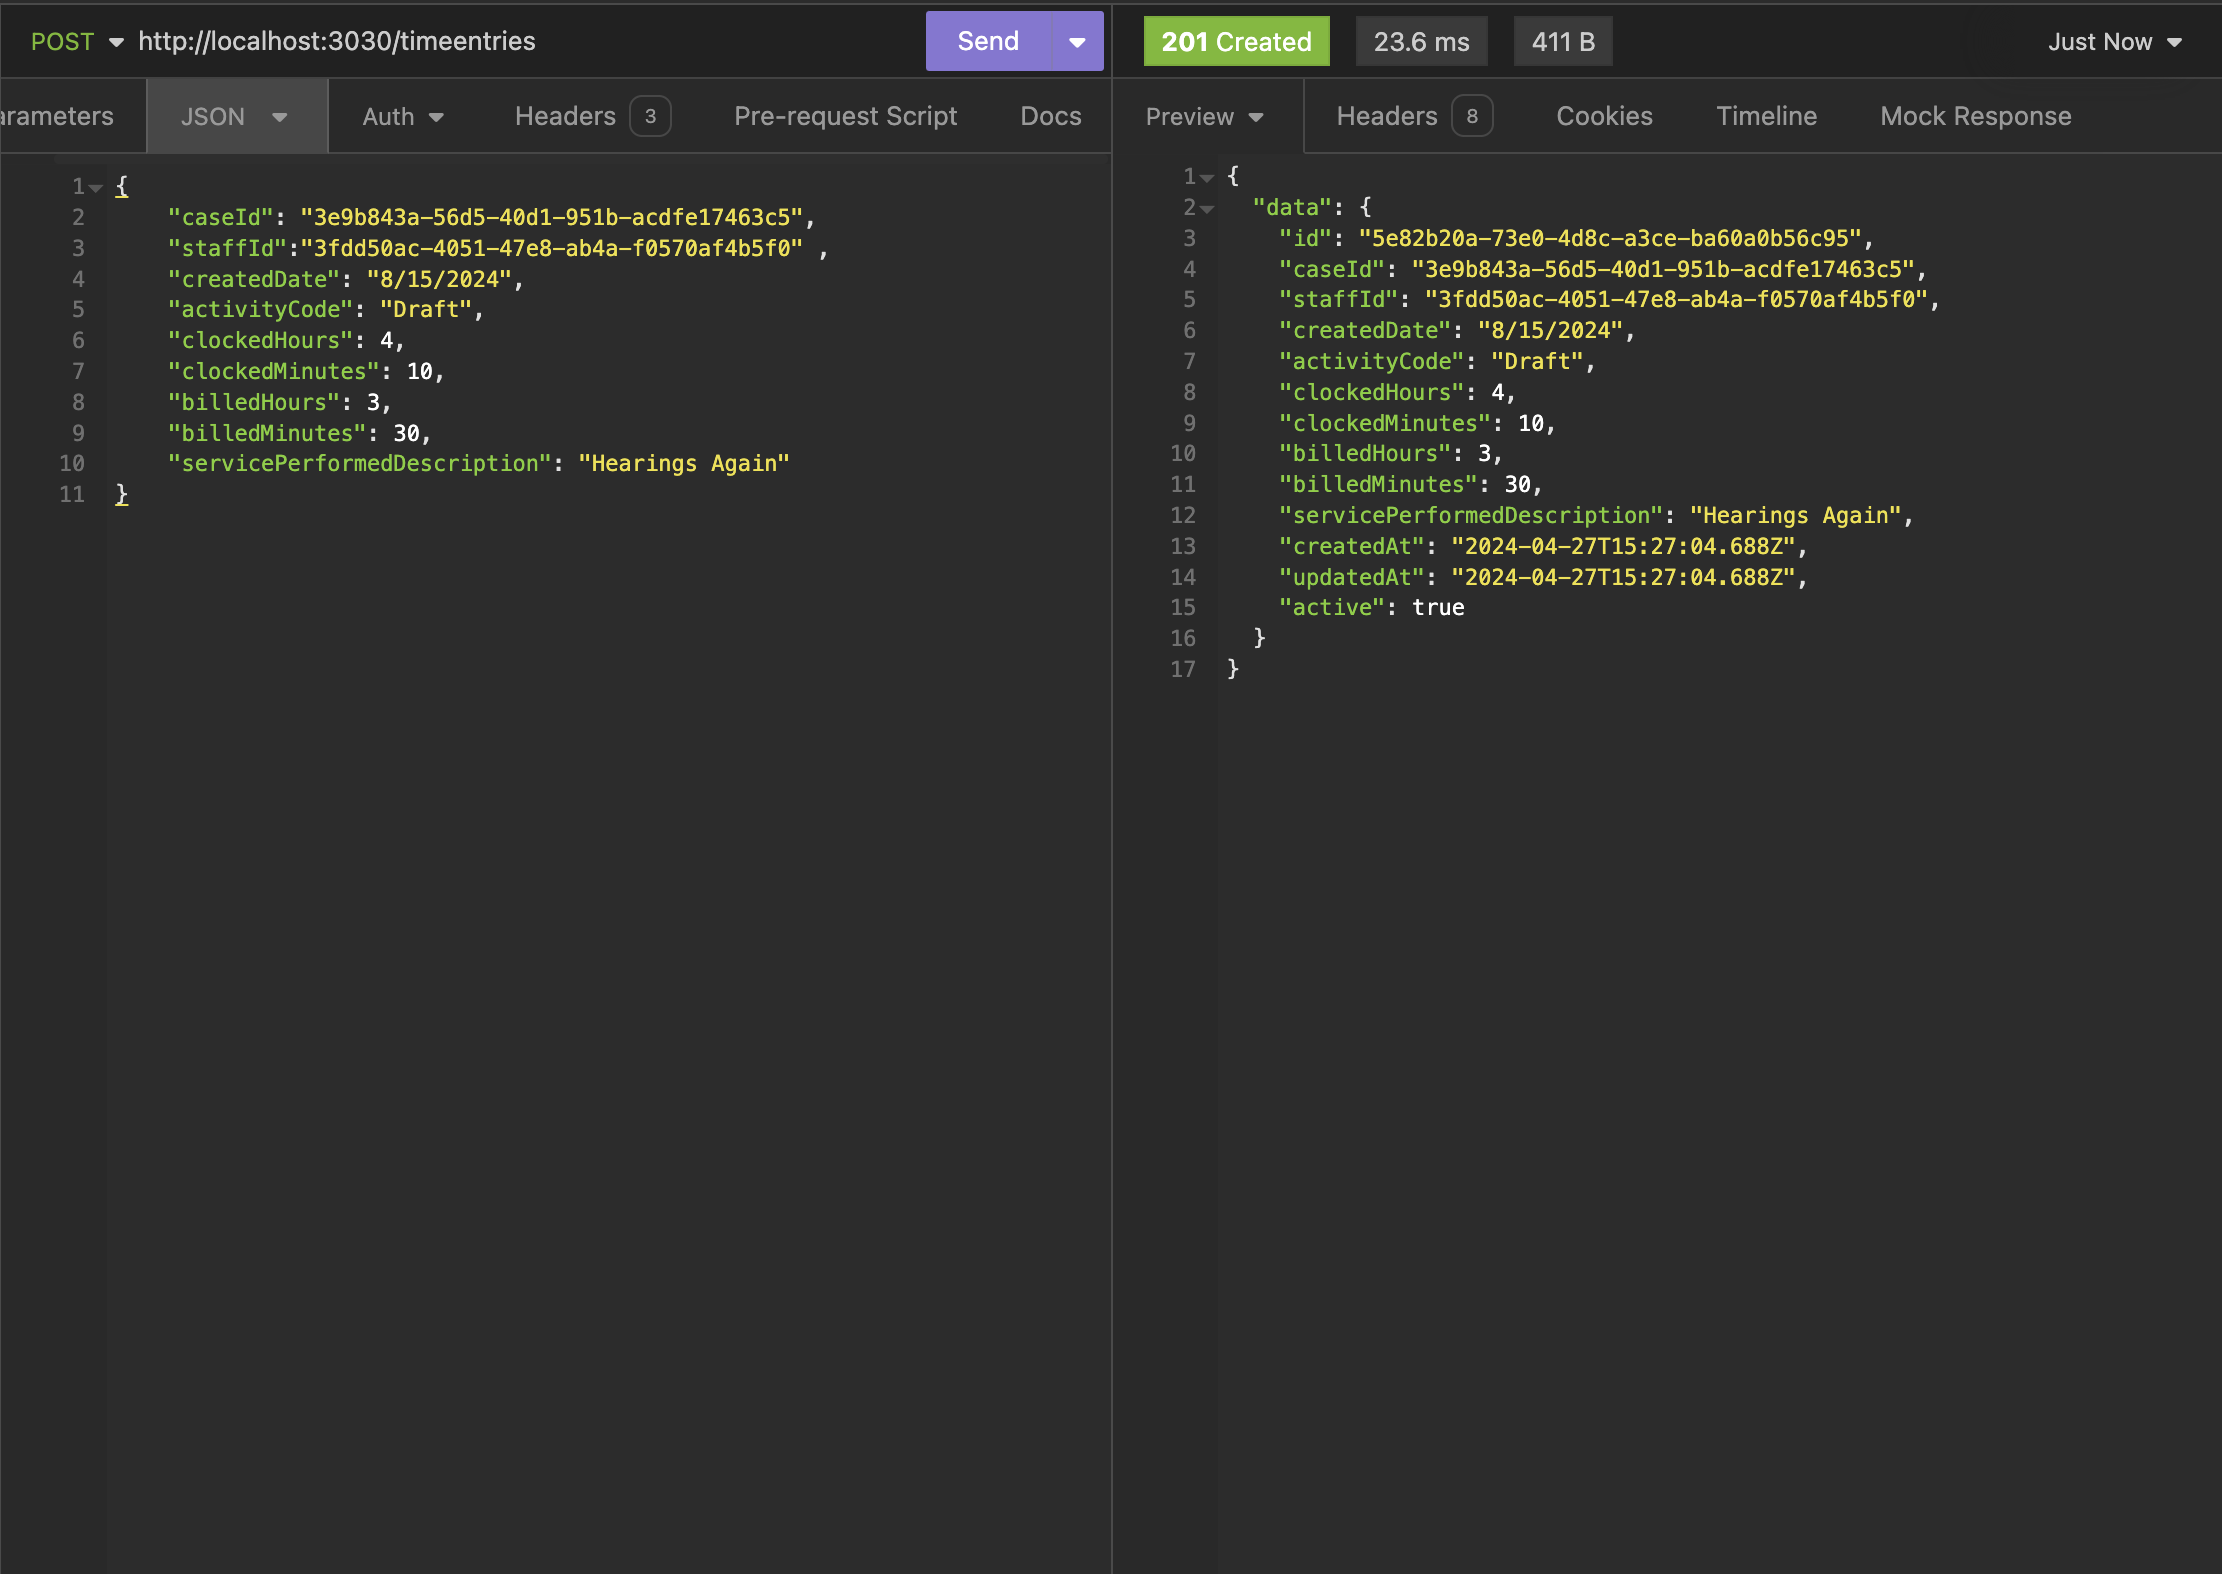 POST http://localhost:3030/timeentries Send
arameters JSON Auth Headers 3 Pre-request Script Docs
1 {
2 "caseId": "3e9b843a-56d5-40d1-951b-acdfe17463c5",
3 "staffId":"3fdd50ac-4051-47e8-ab4a-f0570af4b5f0" ,
4 "createdDate": "8/15/2024",
5 "activityCode": "Draft",
6 "clockedHours": 4,
7 "clockedMinutes": 10,
8 "billedHours": 3,
9 "billedMinutes": 30,
10 "servicePerformedDescription": "Hearings Again"
11 }
201 Created 23.6 ms 411 B Just Now
Preview Headers 8 Cookies Timeline Mock Response
1 {
2 "data": {
3 "id": "5e82b20a-73e0-4d8c-a3ce-ba60a0b56c95",
4 "caseId": "3e9b843a-56d5-40d1-951b-acdfe17463c5",
5 "staffId": "3fdd50ac-4051-47e8-ab4a-f0570af4b5f0",
6 "createdDate": "8/15/2024",
7 "activityCode": "Draft",
8 "clockedHours": 4,
9 "clockedMinutes": 10,
10 "billedHours": 3,
11 "billedMinutes": 30,
12 "servicePerformedDescription": "Hearings Again",
13 "createdAt": "2024-04-27T15:27:04.688Z",
14 "updatedAt": "2024-04-27T15:27:04.688Z",
15 "active": true
16 }
17 }